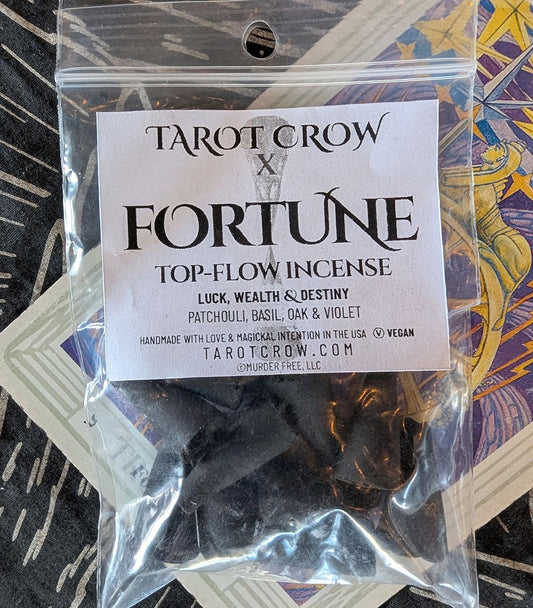 TAROT CROW
X
FORTUNE
TOP-FLOW INCENSE
LUCK, WEALTH & DESTINY
PATCHOULI, BASIL, OAK & VIOLET
HANDMADE WITH LOVE & MAGICKAL INTENTION IN THE USA Ⓥ VEGAN
TAROTCROW.COM
©MURDER FREE, LLC